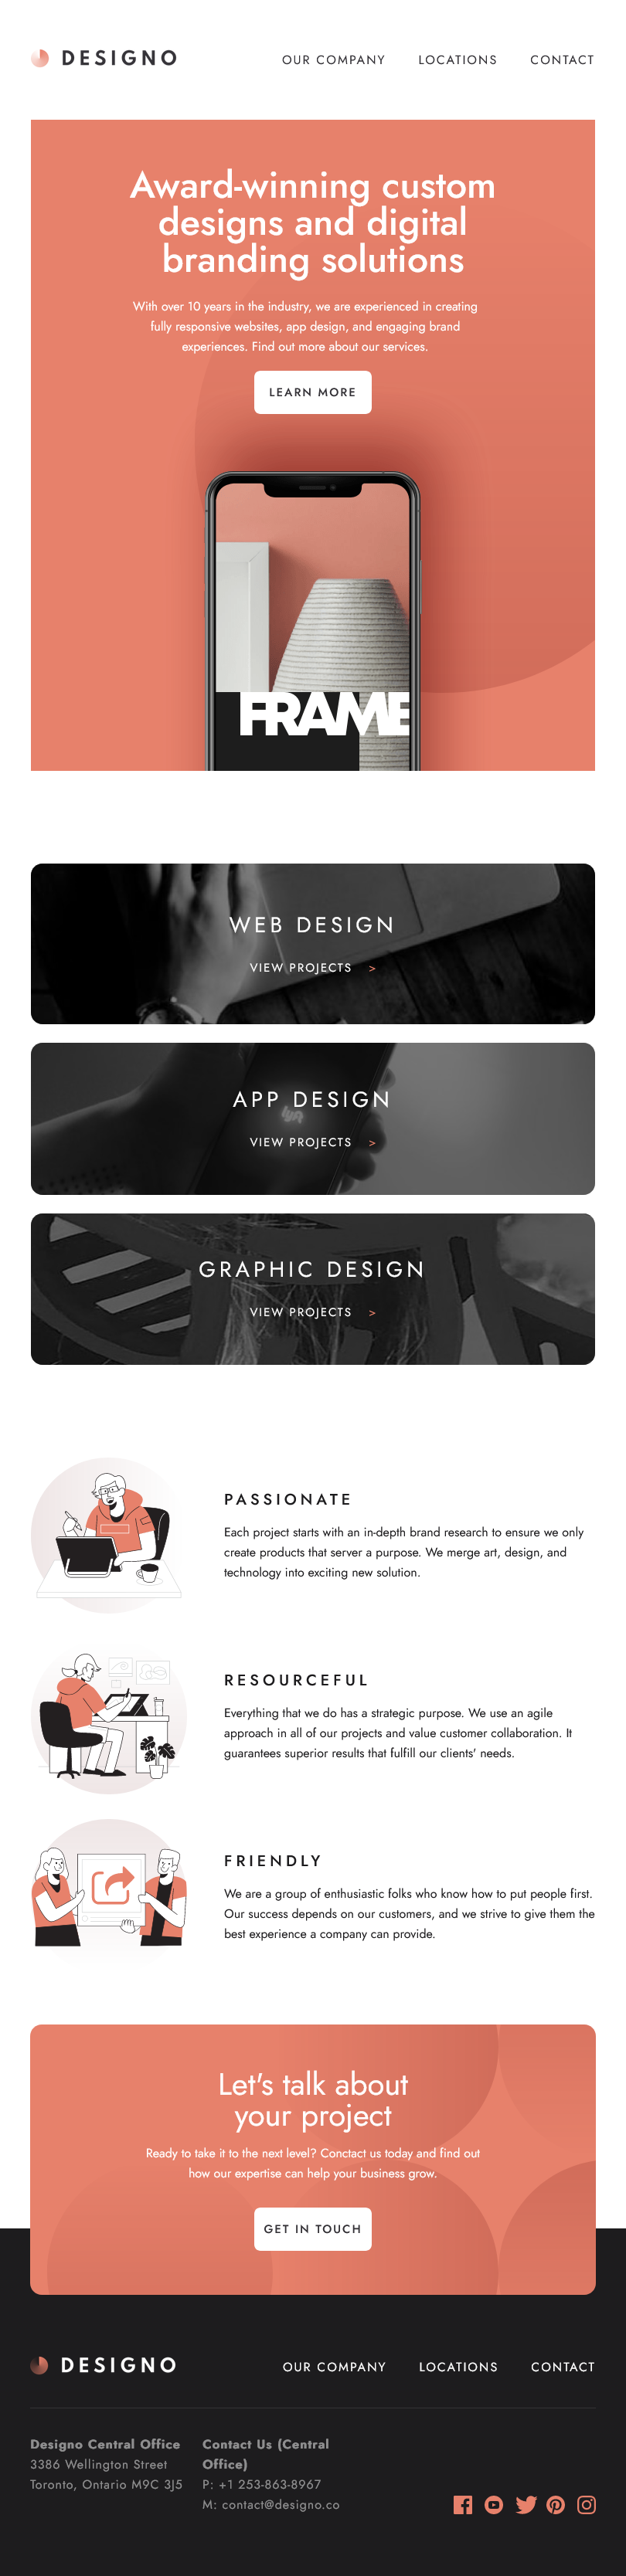 DESIGNO
OUR COMPANY
LOCATIONS
CONTACT
Award-winning custom
designs and digital
branding solutions
With over 10 years in the industry, we are experienced in creating
fully responsive websites, app design, and engaging brand
experiences. Find out more about our services.
LEARN MORE
FRAME
WEB DESIGN
VIEW PROJECTS >
lyft
APP DESIGN
VIEW PROJECTS >
GRAPHIC DESIGN
VIEW PROJECTS >
PASSIONATE
Each project starts with an in-depth brand research to ensure we only
create products that server a purpose. We merge art, design, and
technology into exciting new solution.
RESOURCEFUL
Everything that we do has a strategic purpose. We use an agile
approach in all of our projects and value customer collaboration. It
guarantees superior results that fulfill our clients' needs.
FRIENDLY
We are a group of enthusiastic folks who know how to put people first.
Our success depends on our customers, and we strive to give them the
best experience a company can provide.
Let's talk about
your project
Ready to take it to the next level? Conctact us today and find out
how our expertise can help your business grow.
GET IN TOUCH
DESIGNO
OUR COMPANY
LOCATIONS
CONTACT
Designo Central Office
3386 Wellington Street
Toronto, Ontario M9C 3J5
Contact Us (Central
Office)
P: +1 253-863-8967
M: contact@designo.co